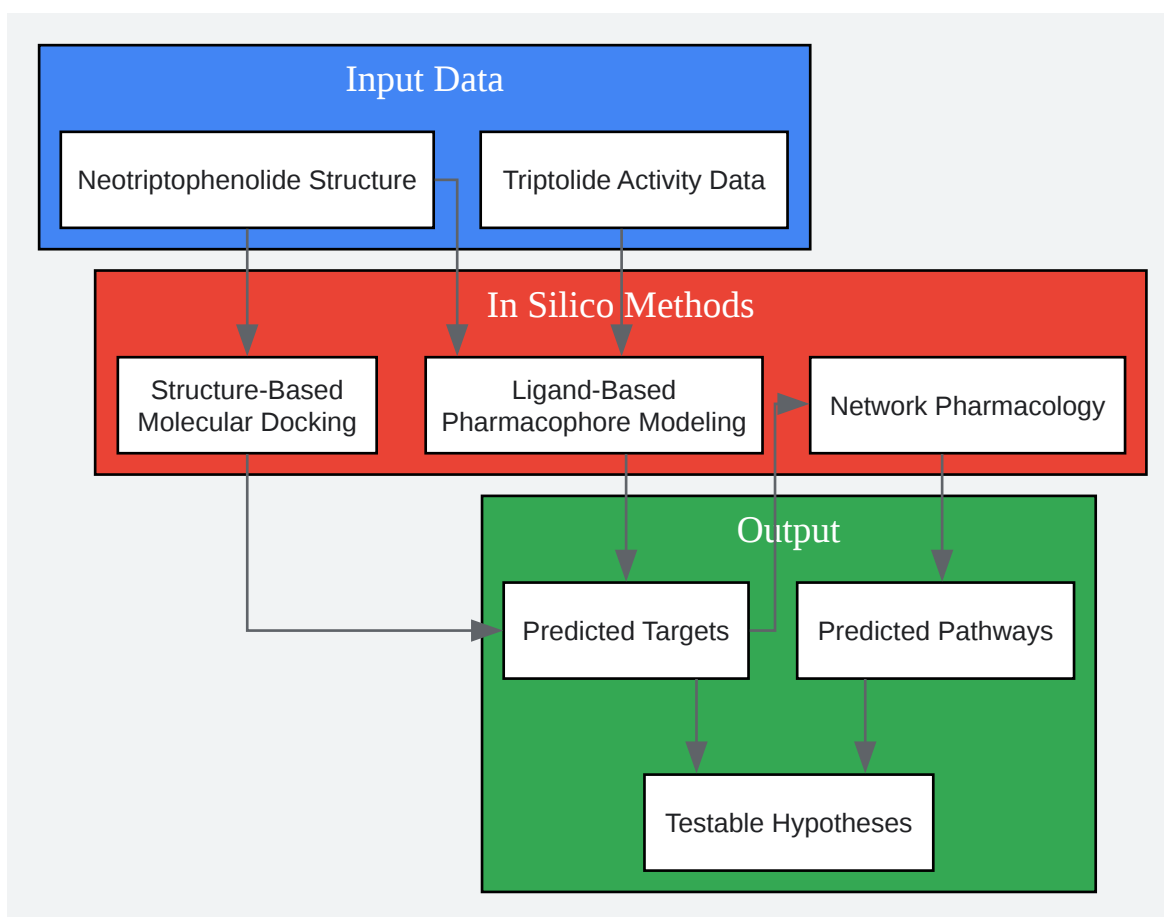 Input Data
Neotriptophenolide Structure
Triptolide Activity Data
In Silico Methods
Structure-Based
Molecular Docking
Ligand-Based
Pharmacophore Modeling
Network Pharmacology
Output
Predicted Targets
Predicted Pathways
Testable Hypotheses